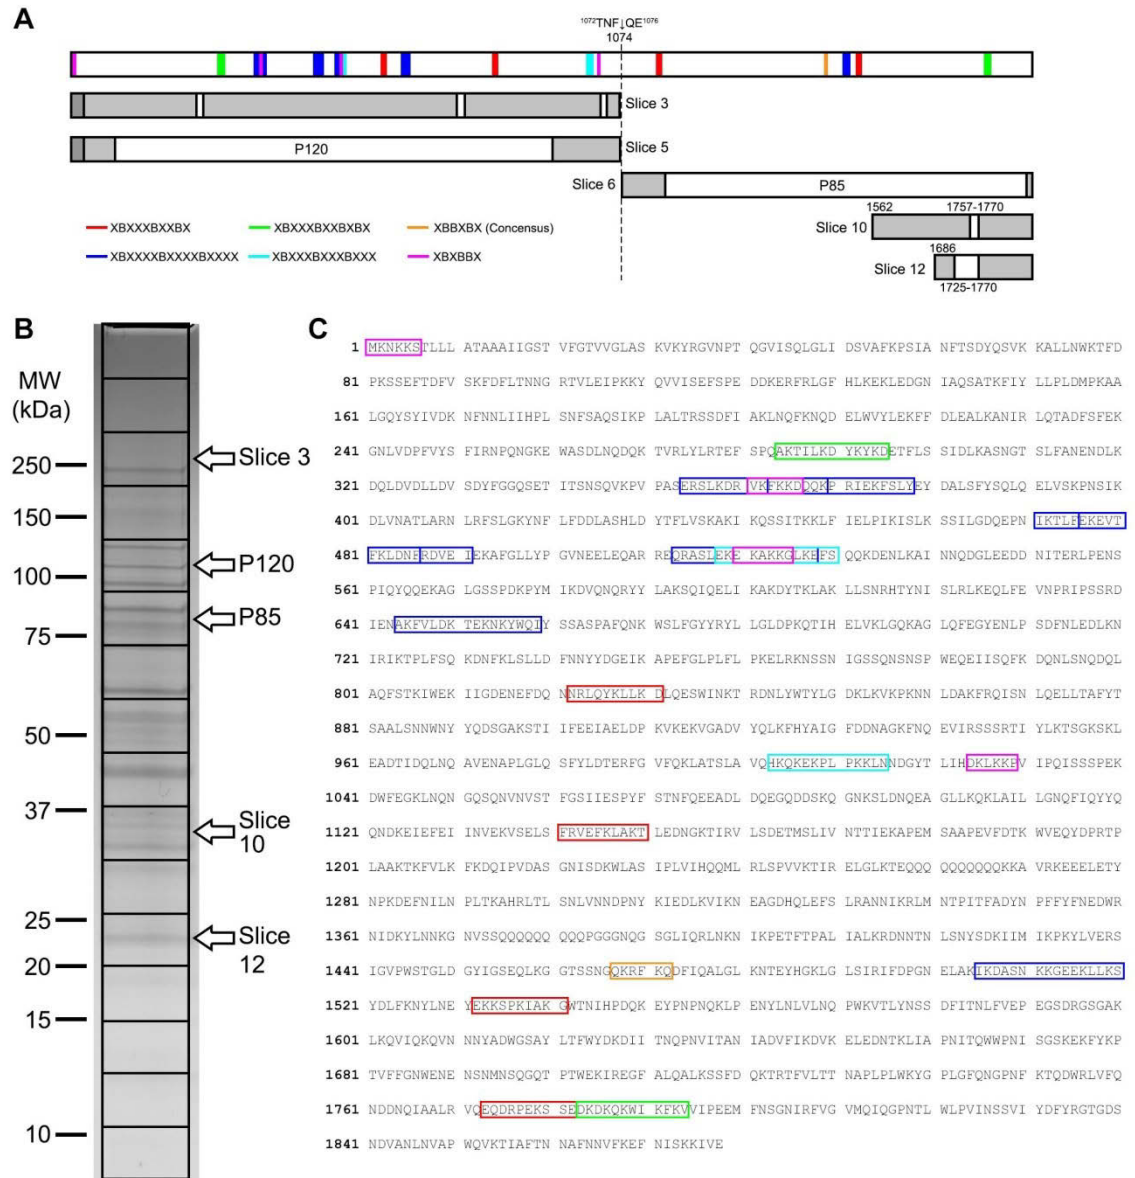 A
1072TNF↓QE1076
1074
Slice 3
P120
Slice 5
Slice 6
P85
1562
1757-1770
Slice 10
XBXXXBXXBX
XBXXXBXXBXBX
XBBXBX (Concensus)
1686
XBXXXXBXXXXBXXXX
XBXXXBXXXBXXX
XBXBBX
Slice 12
1725-1770
B
MW
(kDa)
250
150
100
75
50
37
25
20
15
10
Slice 3
P120
P85
Slice
10
Slice
12
C
1 MKNKKSTLLL ATAAAIIGST VFGTVVGLAS KVKYRGVNPT QGVISQLGLI DSVAFKPSIA NFTSDYQSVK KALLNWKTFD
81 PKSSEFTDFV SKFDFLTNNG RTVLEIPKKY QVVISEFSPE DDKERFRLGF HLKEKLEDGN IAQSATKFIY LLPLDMPKAA
161 LGQYSYIVDK NFNNLIIHPL SNFSAQSIKP LALTRSSDFI AKLNQFKNQD ELWVYLEKFF DLEALKANIR LQTADFSFEK
241 GNLVDPFVYS FIRNPQNGKE WASDLNQDQK TVRLYLRTEF SPQAKTILKD YKYKDETFLS SIDLKASNGT SLFANENDLK
321 DQLDVDLLDV SDYFGGQSET ITSNSQVKPV PASERSLKDR VKFKKDQQKP RIEKFSLYEY DALSFYSQLQ ELVSKPNSIK
401 DLVNATLARN LRFSLGKYNF LFDDLASHLD YTFLVSKAKI KQSSITKKLF IELPIKISLK SSILGDQEPN IKTLFEKEVT
481 FKLDNFRDVE IEKAFGLLYP GVNEELEQAR REQRASLEKE KAKKGLKEFS QQKDENLKAI NNQDGLEEDD NITERLPENS
561 PIQYQQEKAG LGSSPDKPYM IKDVQNQRYY LAKSQIQELI KAKDYTKLAK LLSNRHTYNI SLRLKEQLFE VNPRIPSSRD
641 IENAKFVLDK TEKNKYWQIY SSASPAFQNK WSLFGYYRYL LGLDPKQTIH ELVKLGQKAG LQFEGYENLP SDFNLEDLKN
721 IRIKTPLFSQ KDNFKLSLLD FNNYYDGEIK APEFGLPLFL PKELRKNSSN IGSSQNSNSP WEQEIISQFK DQNLSNQDQL
801 AQFSTKIWEK IIGDENEFDQ NNRLQYKLLK DLQESWINKT RDNLYWTYLG DKLKVKPKNN LDAKFRQISN LQELLTAFYT
881 SAALSNNWNY YQDSGAKSTI IFEEIAELDP KVKEKVGADV YQLKFHYAIG FDDNAGKFNQ EVIRSSSRTI YLKTSGKSKL
961 EADTIDQLNQ AVENAPLGLQ SFYLDTERFG VFQKLATSLA VQHKQKEKPL PKKLNNDGYT LIHDKLKKPV IPQISSSPEK
1041 DWFEGKLNQN GQSQNVNVST FGSIIESPYF STNFQEEADL DQEGQDDSKQ GNKSLDNQEA GLLKQKLAIL LGNQFIQYYQ
1121 QNDKEIEFEI INVEKVSELS FRVEFKLAKT LEDNGKTIRV LSDETMSLIV NTTIEKAPEM SAAPEVFDTK WVEQYDPRTP
1201 LAAKTKFVLK FKDQIPVDAS GNISDKWLAS IPLVIHQQML RLSPVVKTIR ELGLKTEQQQ QQQQQQQKKA VRKEEELETY
1281 NPKDEFNILN PLTKAHRLTL SNLVNNDPNY KIEDLKVIKN EAGDHQLEFS LRANNIKRLM NTPITFADYN PFFYFNEDWR
1361 NIDKYLNNKG NVSSQQQQQQ QQQPGGGNQG SGLIQRLNKN IKPETFTPAL IALKRDNNTN LSNYSDKIIM IKPKYLVERS
1441 IGVPWSTGLD GYIGSEQLKG GTSSNGQKRF KQDFIQALGL KNTEYHGKLG LSIRIFDPGN ELAKIKDASN KKGEEKLLKS
1521 YDLFKNYLNE YEKKSPKIAK GWTNIHPDQK EYPNPNQKLP ENYLNLVLNQ PWKVTLYNSS DFITNLFVEP EGSDRGSGAK
1601 LKQVIQKQVN NNYADWGSAY LTFWYDKDII TNQPNVITAN IADVFIKDVK ELEDNTKLIA PNITQWWPNI SGSKEKFYKP
1681 TVFFGNWENE NSNMNSQGQT PTWEKIREGF ALQALKSSFD QKTRTFVLTT NAPLPLWKYG PLGFQNGPNF KTQDWRLVFQ
1761 NDDNQIAALR VQEQDRPEKS SEDKDKQKWI KFKVVIPEEM FNSGNIRFVG VMQIQGPNTL WLPVINSSVI YDFYRGTGDS
1841 NDVANLNVAP WQVKTIAFTN NAFNNVFKEF NISKKIVE